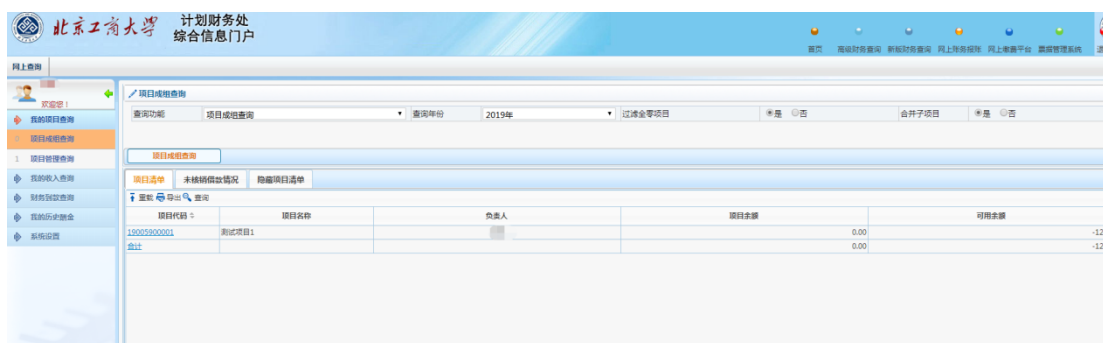 北京工商大学 计划财务处
综合信息门户
首页 高级财务查询 新版财务查询 网上账务报账 网上缴费平台 票据管理系统
网上查询
欢迎您!
我的项目查询
0 项目成组查询
1 项目管理查询
我的收入查询
财务到款查询
我的历史酬金
系统设置
项目成组查询
查询功能 项目成组查询 查询年份 2019年 过滤全零项目 是 否 合并子项目 是 否
项目成组查询
项目清单 未核销借款情况 隐藏项目清单
重载 导出 查询
项目代码 项目名称 负责人 项目余额 可用余额
19005900001 测试项目1 0.00 -12
合计 0.00 -12